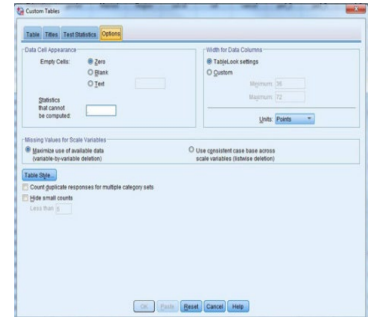 Custom Tables
Table Titles Test Statistics Options
Data Cell Appearance
Empty Cells: Zero
Blank
Text
Statistics
that cannot
be computed:
Width for Data Columns
TableLook settings
Custom
Minimum: 36
Maximum: 72
Units: Points
Missing Values for Scale Variables
Maximize use of available data
(variable-by-variable deletion)
Use consistent case base across
scale variables (listwise deletion)
Table Style...
Count duplicate responses for multiple category sets
Hide small counts
Less than
OK Paste Reset Cancel Help